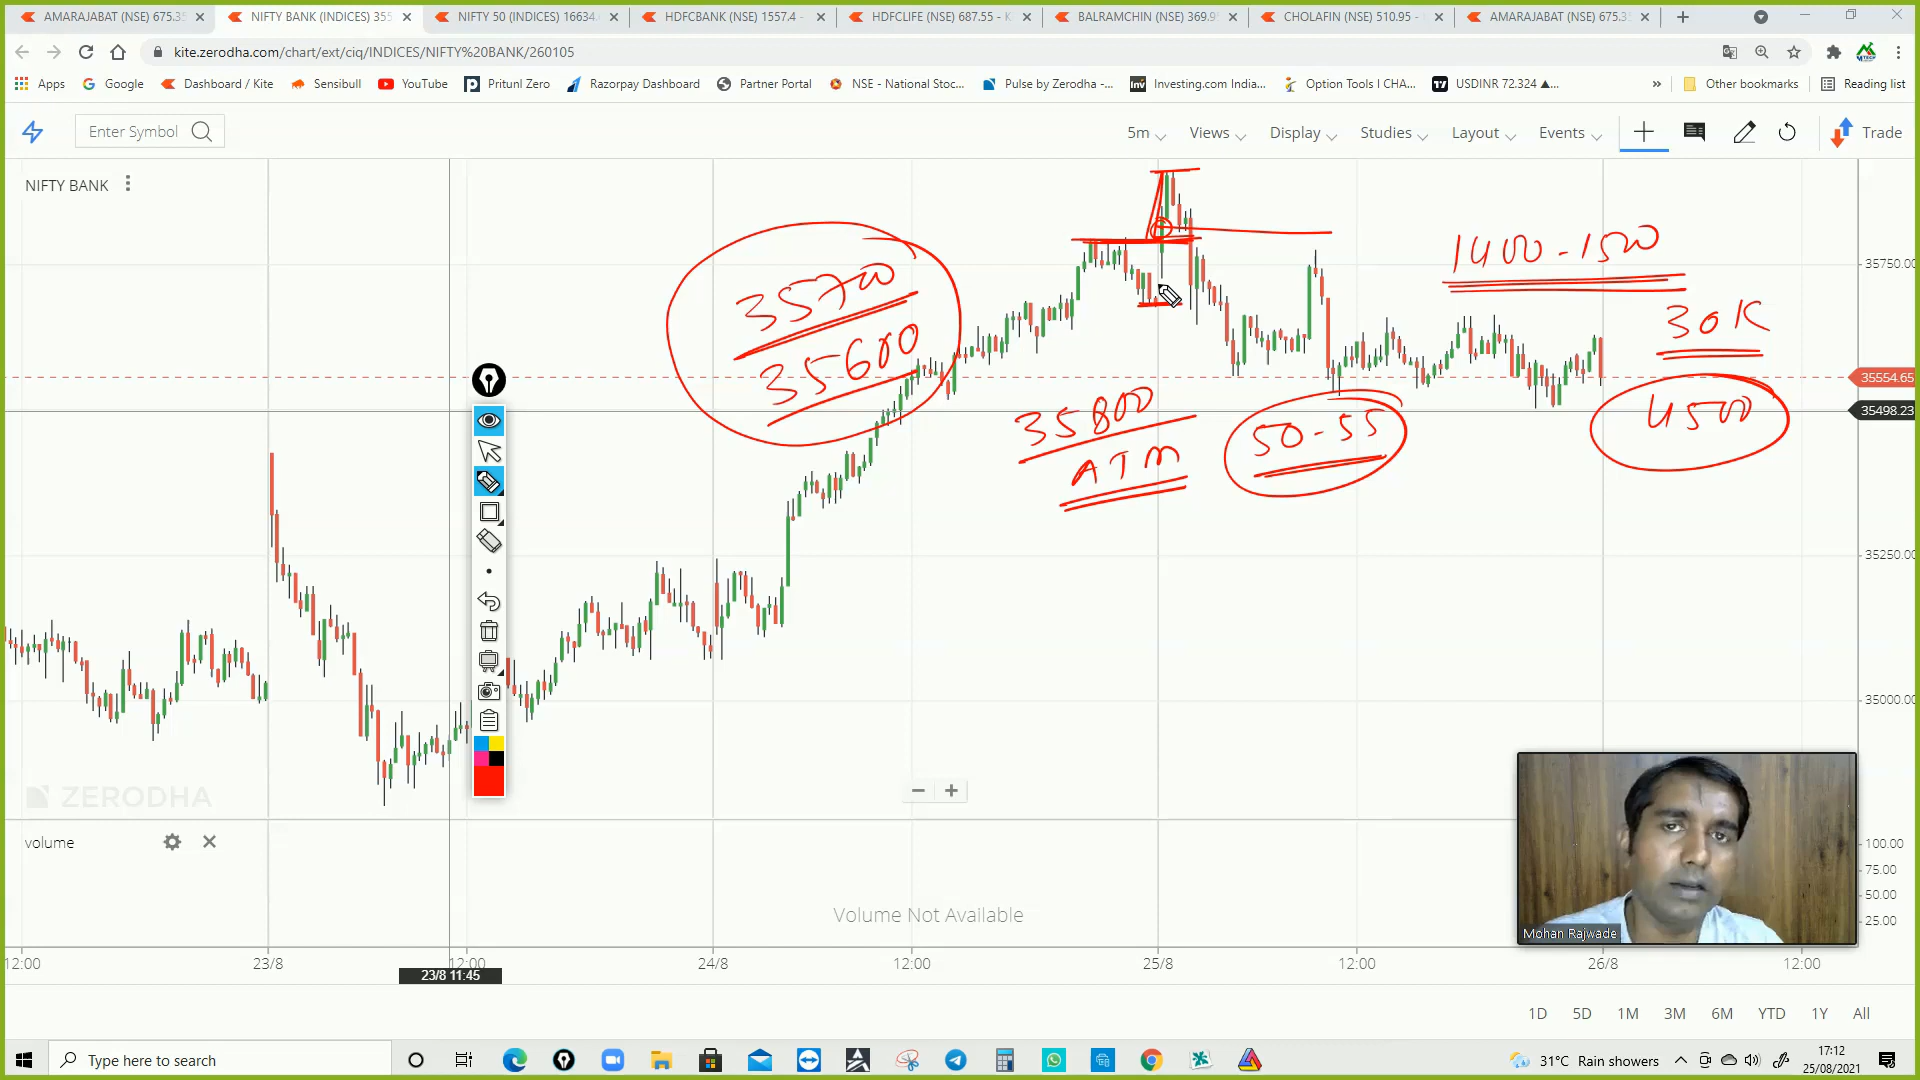 AMARAJABAT (NSE) 675.35
NIFTY BANK (INDICES) 355
NIFTY 50 (INDICES) 16634.
HDFCBANK (NSE) 1557.4 -
HDFCLIFE (NSE) 687.55 - K
BALRAMCHIN (NSE) 369.9
CHOLAFIN (NSE) 510.95 -
AMARAJABAT (NSE) 675.35
kite.zerodha.com/chart/ext/ciq/INDICES/NIFTY%20BANK/260105
Apps
Google
Dashboard / Kite
Sensibull
YouTube
Pritunl Zero
Razorpay Dashboard
Partner Portal
NSE - National Stoc...
Pulse by Zerodha -...
Investing.com India...
Option Tools I CHA...
USDINR 72.324 ▲...
»
Other bookmarks
Reading list
Enter Symbol
5m
Views
Display
Studies
Layout
Events
Trade
NIFTY BANK
35750.00
35554.65
35498.23
35250.00
35000.00
35700
35600
35800
ATM
50-55
1400-1500
30K
4500
ZERODHA
volume
Volume Not Available
100.00
75.00
50.00
25.00
Mohan Rajwade
12:00
23/8
12:00
24/8
12:00
25/8
12:00
26/8
12:00
23/8 11:45
1D
5D
1M
3M
6M
YTD
1Y
All
Type here to search
31°C Rain showers
17:12
25/08/2021